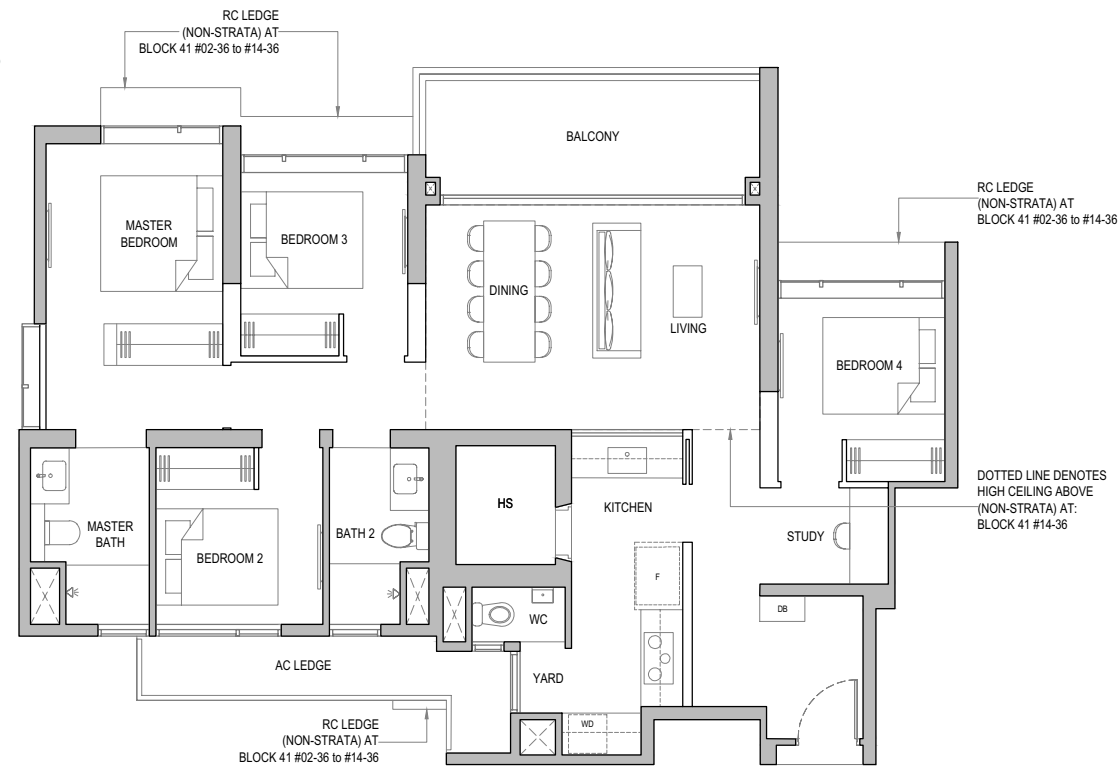 RC LEDGE
(NON-STRATA) AT
BLOCK 41 #02-36 to #14-36
BALCONY
RC LEDGE
(NON-STRATA) AT
BLOCK 41 #02-36 to #14-36
MASTER
BEDROOM
BEDROOM 3
DINING
LIVING
BEDROOM 4
DOTTED LINE DENOTES
HIGH CEILING ABOVE
(NON-STRATA) AT:
BLOCK 41 #14-36
HS
KITCHEN
MASTER
BATH
BATH 2
STUDY
BEDROOM 2
F
DB
WC
AC LEDGE
YARD
WD
RC LEDGE
(NON-STRATA) AT
BLOCK 41 #02-36 to #14-36